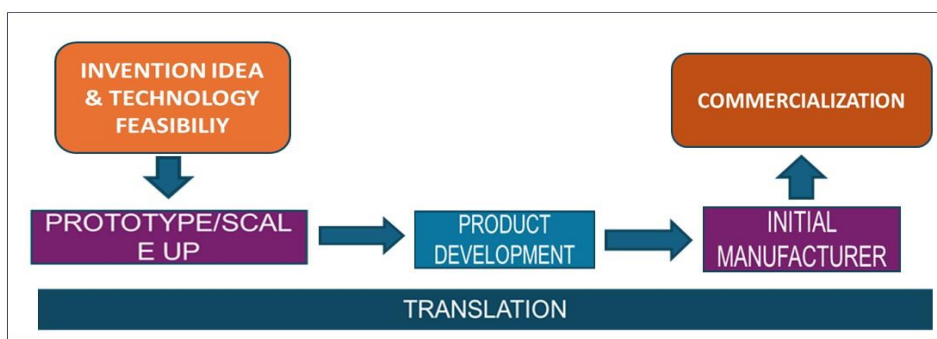 INVENTION IDEA
& TECHNOLOGY
FEASIBILIY
COMMERCIALIZATION
PROTOTYPE/SCAL
E UP
PRODUCT
DEVELOPMENT
INITIAL
MANUFACTURER
TRANSLATION